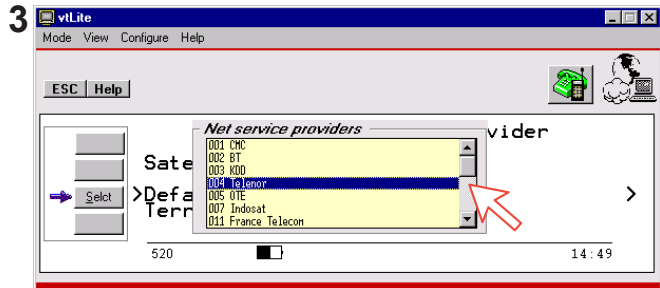 3
vtLite
Mode View Configure Help
ESC Help
Net service providers
vider
001 CMC
002 BT
003 KDD
004 Telenor
005 OTE
007 Indosat
011 France Telecom
Sate
Selct >Defa >
Terr
520 14:49